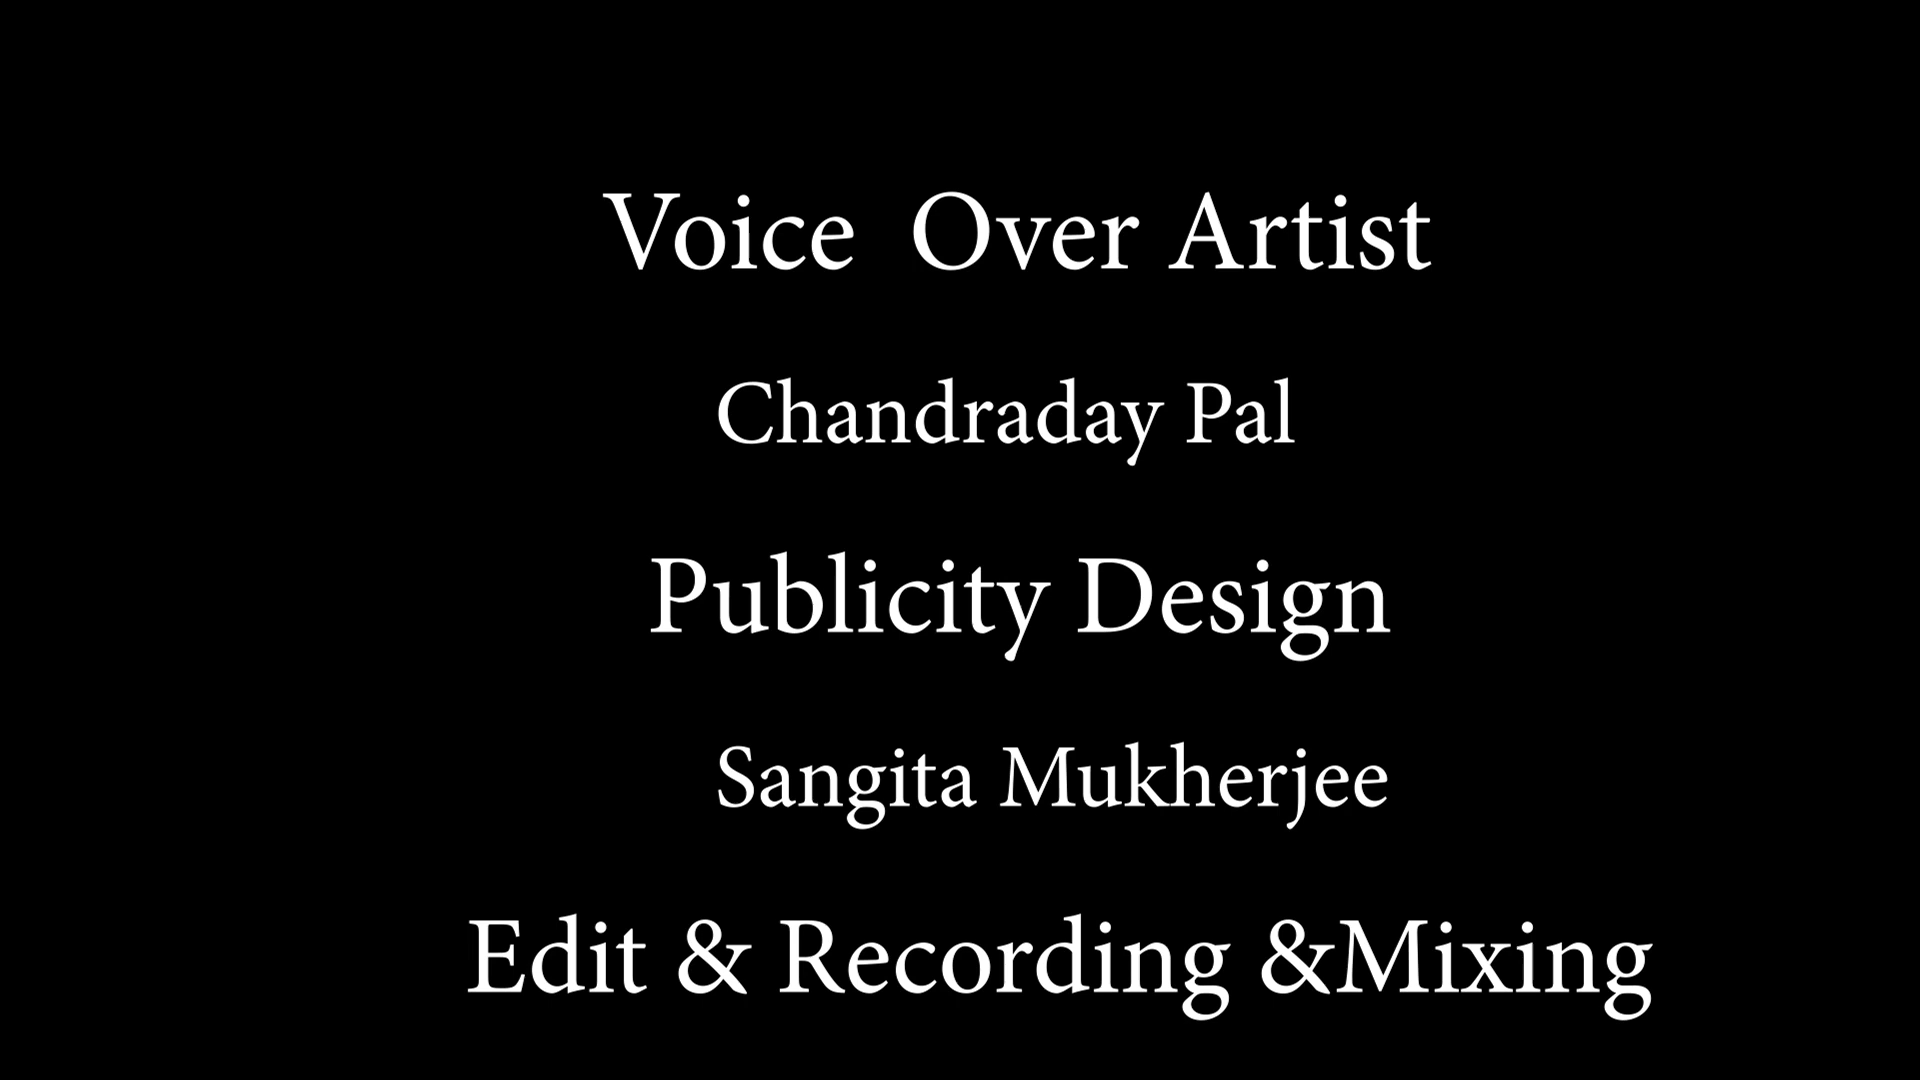 Voice  Over Artist
Chandraday Pal
Publicity Design
Sangita Mukherjee
Edit & Recording &Mixing